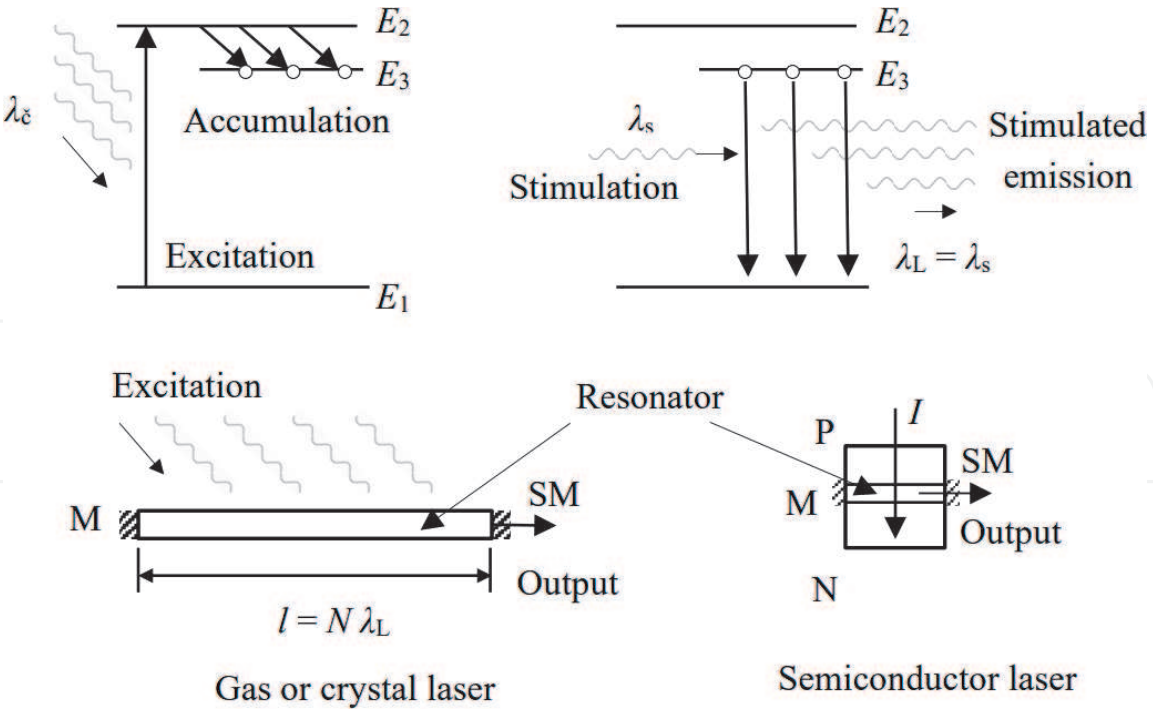 E2
E3
λč
Accumulation
Excitation
E1
E2
E3
λs
Stimulation
Stimulated
emission
λL = λs
Excitation
Resonator
M
SM
Output
l = N λL
Gas or crystal laser
P
I
SM
M
Output
N
Semiconductor laser